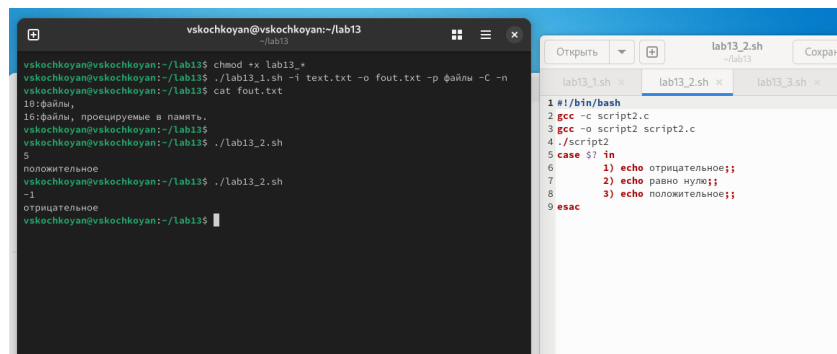 vskochkoyan@vskochkoyan:~/lab13
~/lab13
vskochkoyan@vskochkoyan:~/lab13$ chmod +x lab13_*
vskochkoyan@vskochkoyan:~/lab13$ ./lab13_1.sh -i text.txt -o fout.txt -p файлы -C -n
vskochkoyan@vskochkoyan:~/lab13$ cat fout.txt
10:файлы,
16:файлы, проецируемые в память.
vskochkoyan@vskochkoyan:~/lab13$
vskochkoyan@vskochkoyan:~/lab13$ ./lab13_2.sh
5
положительное
vskochkoyan@vskochkoyan:~/lab13$ ./lab13_2.sh
-1
отрицательное
vskochkoyan@vskochkoyan:~/lab13$
Открыть
lab13_2.sh
~/lab13
Сохран
lab13_1.sh × lab13_2.sh × lab13_3.sh ×
1 #!/bin/bash
2 gcc -c script2.c
3 gcc -o script2 script2.c
4 ./script2
5 case $? in
6 1) echo отрицательное;;
7 2) echo равно нулю;;
8 3) echo положительное;;
9 esac